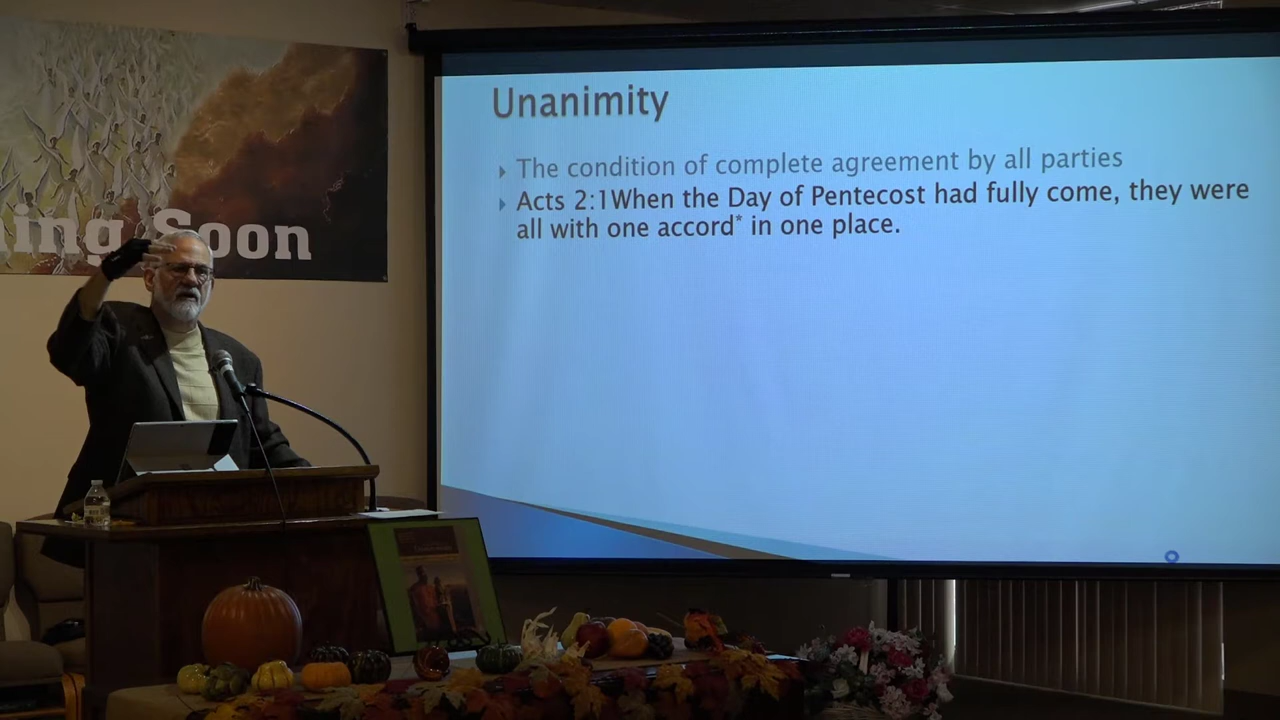 ing Soon
Unanimity
The condition of complete agreement by all parties
Acts 2:1When the Day of Pentecost had fully come, they were
all with one accord* in one place.